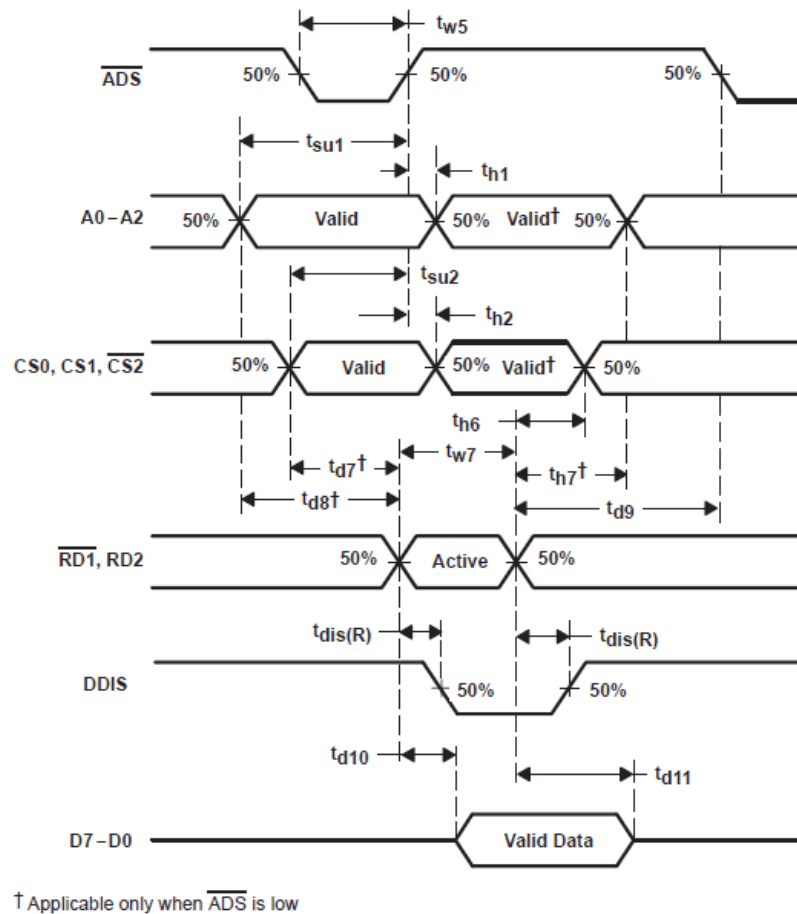 tw5
ADS 50% 50% 50%
tsu1
th1
A0–A2 50% Valid 50% Valid† 50%
tsu2
th2
CS0, CS1, CS2 50% Valid 50% Valid† 50%
th6
tw7
td7† th7†
td8† td9
RD1, RD2 50% Active 50%
tdis(R) tdis(R)
DDIS 50% 50%
td10 td11
D7–D0 Valid Data
† Applicable only when ADS is low